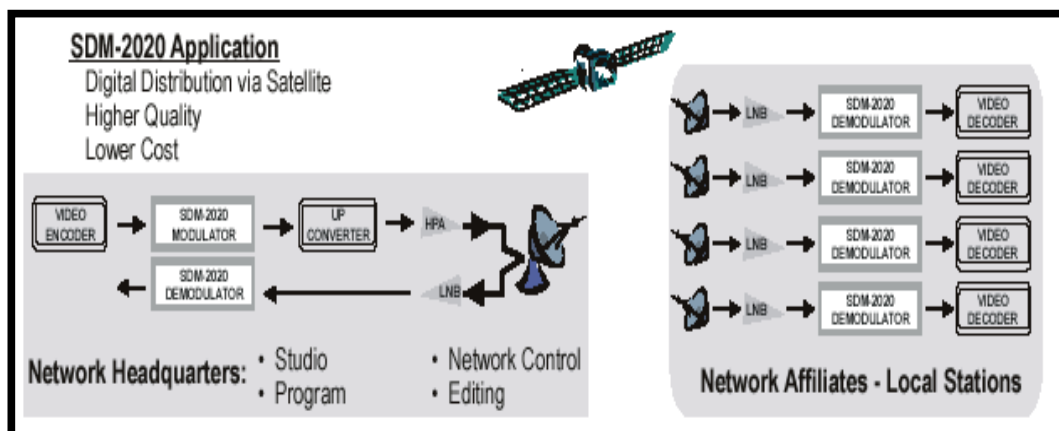 SDM-2020 Application
Digital Distribution via Satellite
Higher Quality
Lower Cost
VIDEO
ENCODER
SDM-2020
MODULATOR
UP
CONVERTER
HPA
SDM-2020
DEMODULATOR
LNB
Network Headquarters:
• Studio
• Program
• Network Control
• Editing
LNB
SDM-2020
DEMODULATOR
VIDEO
DECODER
LNB
SDM-2020
DEMODULATOR
VIDEO
DECODER
LNB
SDM-2020
DEMODULATOR
VIDEO
DECODER
LNB
SDM-2020
DEMODULATOR
VIDEO
DECODER
Network Affiliates - Local Stations